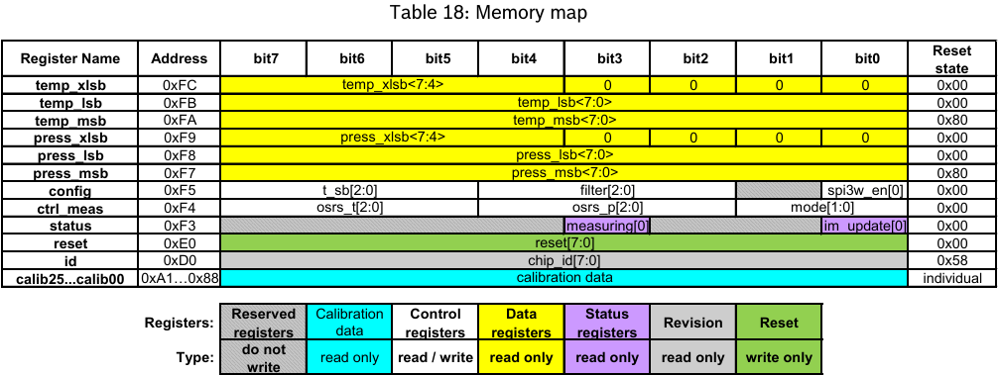 Table 18: Memory map
Register Name Address bit7 bit6 bit5 bit4 bit3 bit2 bit1 bit0 Reset state
temp_xlsb 0xFC temp_xlsb<7:4> 0 0 0 0 0x00
temp_lsb 0xFB temp_lsb<7:0> 0x00
temp_msb 0xFA temp_msb<7:0> 0x80
press_xlsb 0xF9 press_xlsb<7:4> 0 0 0 0 0x00
press_lsb 0xF8 press_lsb<7:0> 0x00
press_msb 0xF7 press_msb<7:0> 0x80
config 0xF5 t_sb[2:0] filter[2:0] spi3w_en[0] 0x00
ctrl_meas 0xF4 osrs_t[2:0] osrs_p[2:0] mode[1:0] 0x00
status 0xF3 measuring[0] im_update[0] 0x00
reset 0xE0 reset[7:0] 0x00
id 0xD0 chip_id[7:0] 0x58
calib25...calib00 0xA1...0x88 calibration data individual
Registers: Reserved registers Calibration data Control registers Data registers Status registers Revision Reset
Type: do not write read only read / write read only read only read only write only